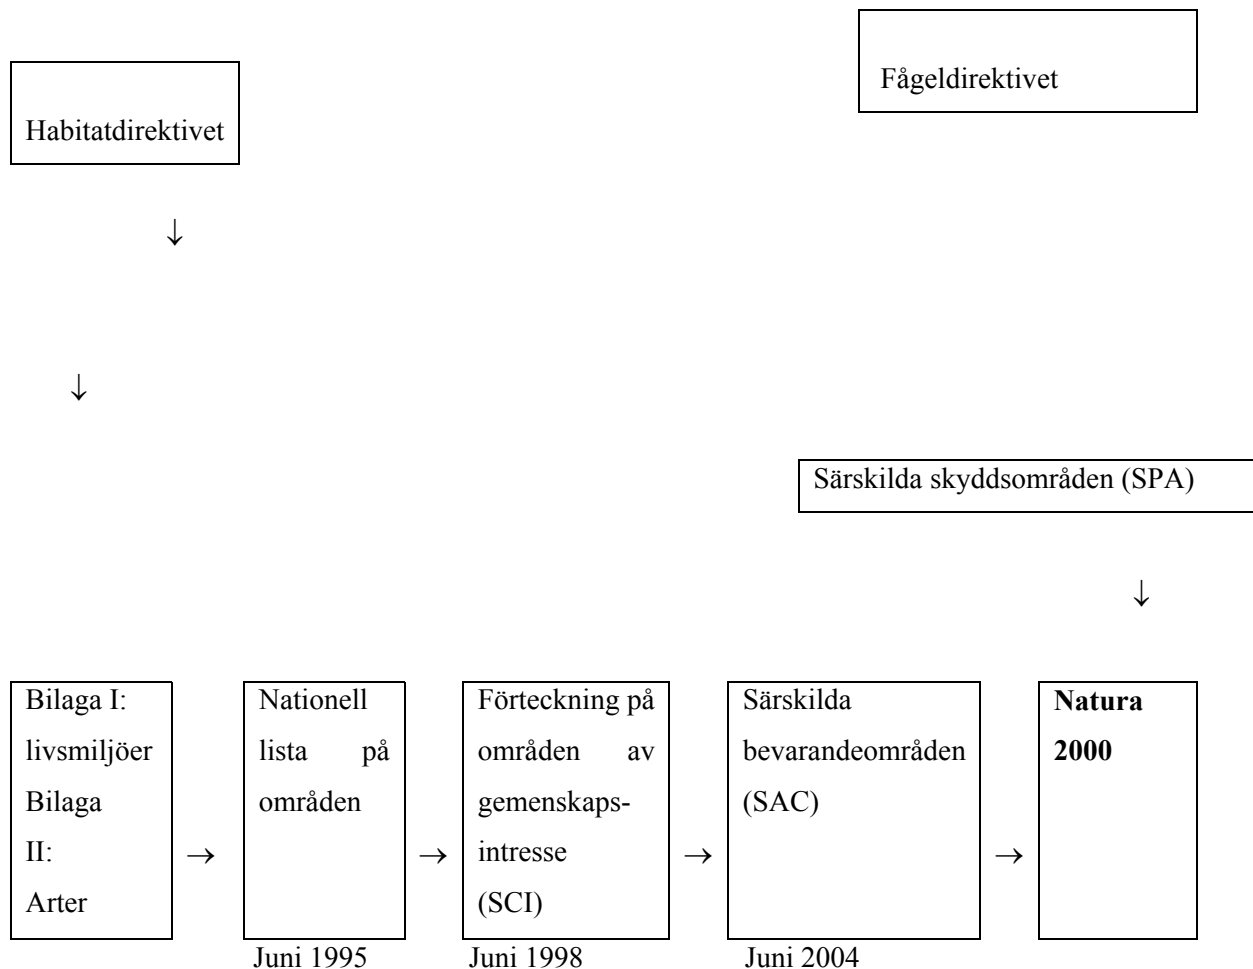 Fågeldirektivet
Habitatdirektivet
↓
↓
Särskilda skyddsområden (SPA)
↓
Bilaga I:
livsmiljöer
Bilaga
II:
Arter
→
Nationell
lista på
områden
→
Förteckning på
områden av
gemenskaps-
intresse
(SCI)
→
Särskilda
bevarandeområden
(SAC)
→
Natura
2000
Juni 1995
Juni 1998
Juni 2004